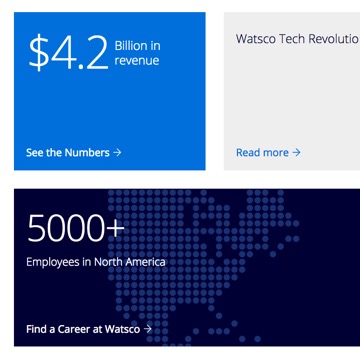 $4.2 Billion in
revenue
See the Numbers →
Watsco Tech Revolutio
Read more →
5000+
Employees in North America
Find a Career at Watsco →